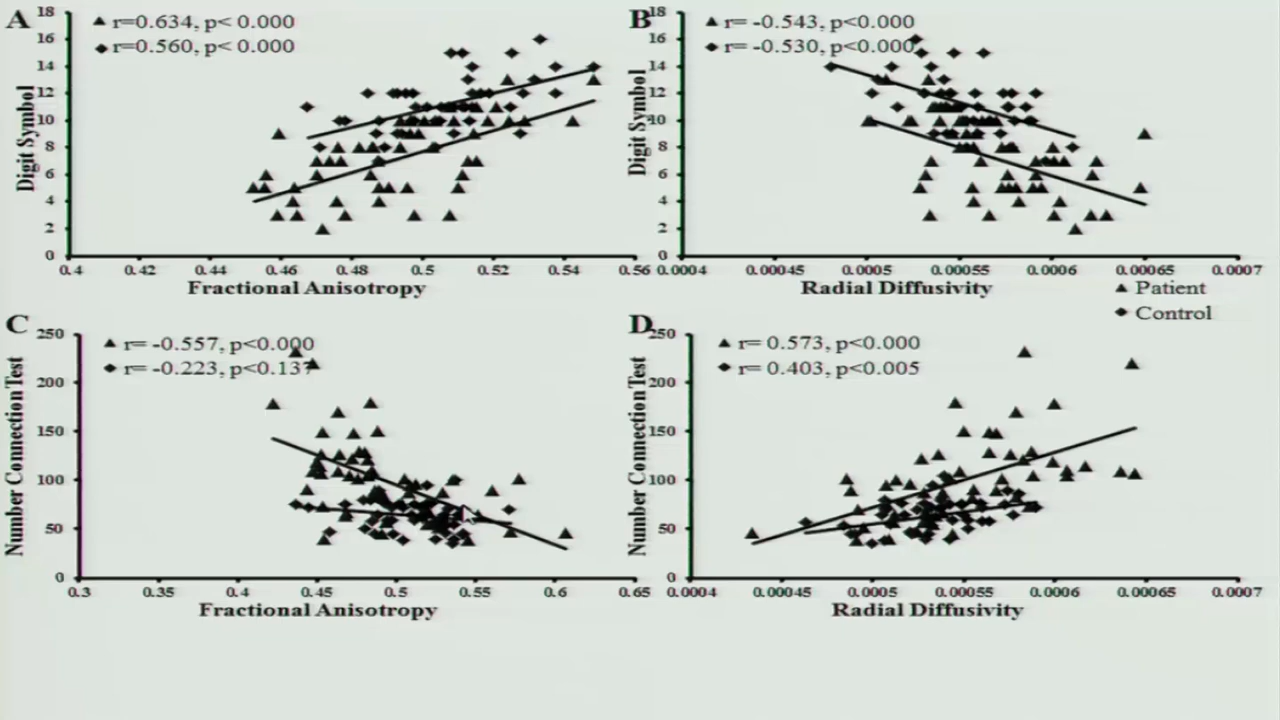 A
r=0.634, p< 0.000
r=0.560, p< 0.000
Digit Symbol
18
16
14
12
10
8
6
4
2
0
0.4 0.42 0.44 0.46 0.48 0.5 0.52 0.54 0.56
Fractional Anisotropy
B
r= -0.543, p<0.000
r= -0.530, p<0.000
Digit Symbol
18
16
14
12
10
8
6
4
2
0
0.0004 0.00045 0.0005 0.00055 0.0006 0.00065 0.0007
Radial Diffusivity
Patient
Control
C
r= -0.557, p<0.000
r= -0.223, p<0.137
Number Connection Test
250
200
150
100
50
0
0.3 0.35 0.4 0.45 0.5 0.55 0.6 0.65
Fractional Anisotropy
D
r= 0.573, p<0.000
r= 0.403, p<0.005
Number Connection Test
250
200
150
100
50
0
0.0004 0.00045 0.0005 0.00055 0.0006 0.00065 0.0007
Radial Diffusivity